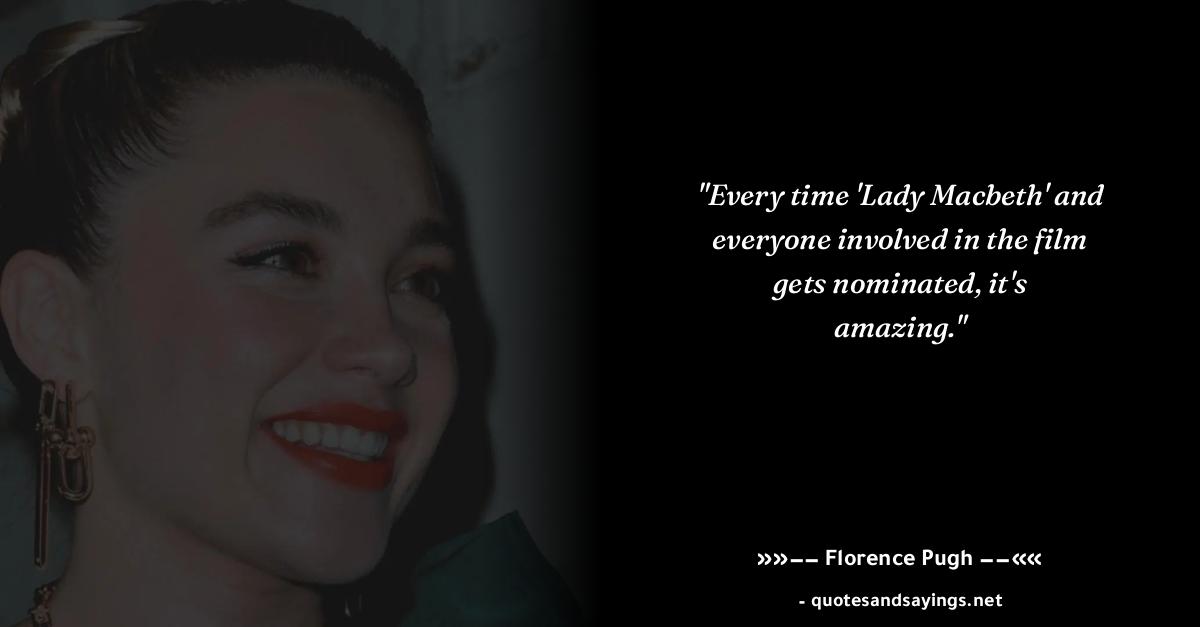 "Every time 'Lady Macbeth' and
everyone involved in the film
gets nominated, it's
amazing."
»»−− Florence Pugh −−««
- quotesandsayings.net